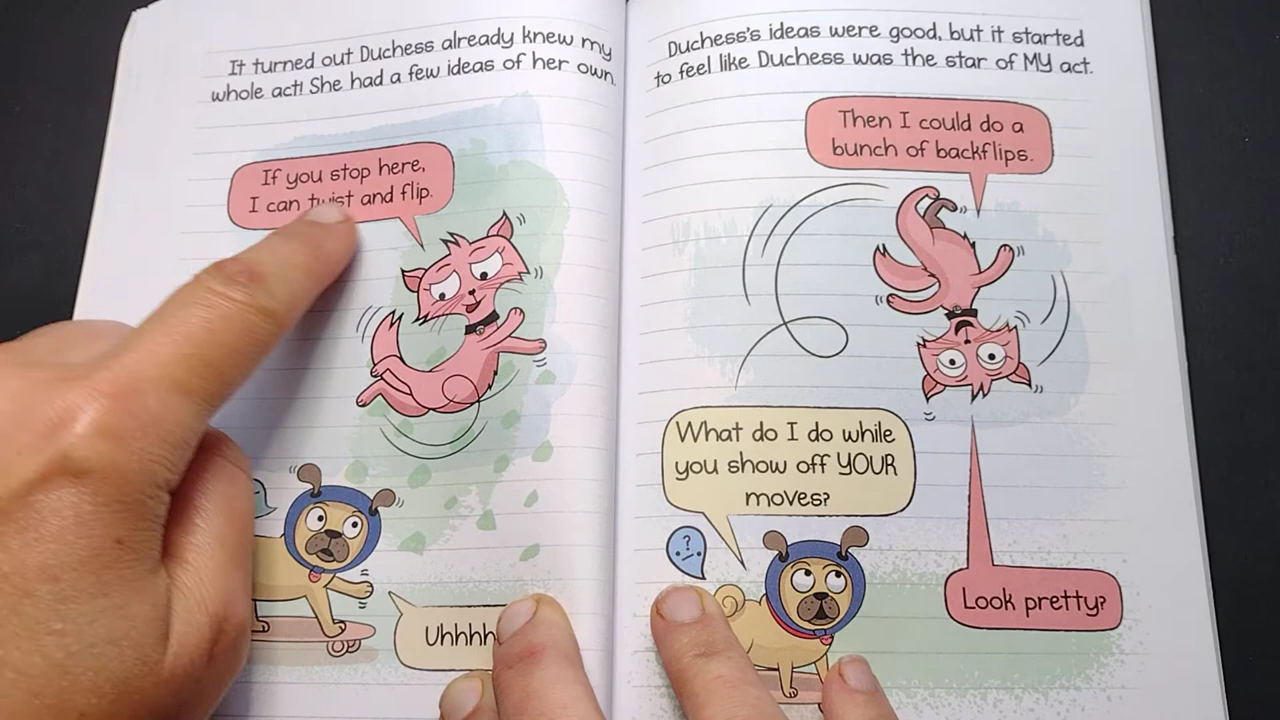 It turned out Duchess already knew my
whole act! She had a few ideas of her own.
If you stop here,
I can twist and flip.
Uhhhh
Duchess's ideas were good, but it started
to feel like Duchess was the star of MY act.
Then I could do a
bunch of backflips.
What do I do while
you show off YOUR
moves?
?
Look pretty?